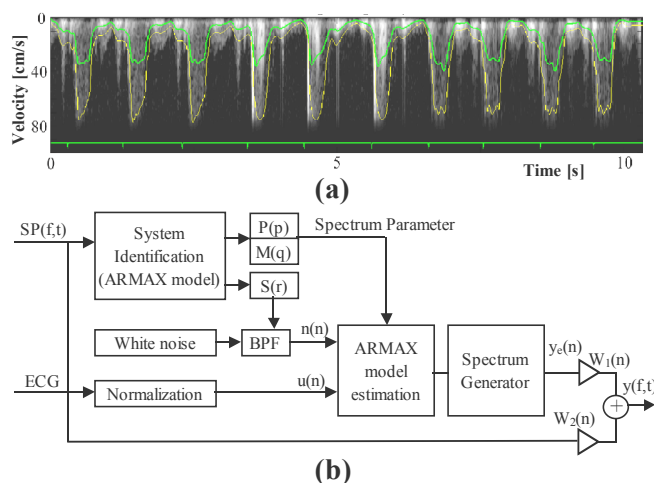 Velocity [cm/s]
0
40
80
0
5
10
Time [s]
(a)
SP(f,t)
System
Identification
(ARMAX model)
P(p)
M(q)
S(r)
Spectrum Parameter
White noise
BPF
n(n)
ECG
Normalization
u(n)
ARMAX
model
estimation
Spectrum
Generator
yₑ(n)
W₁(n)
W₂(n)
+
y(f,t)
(b)